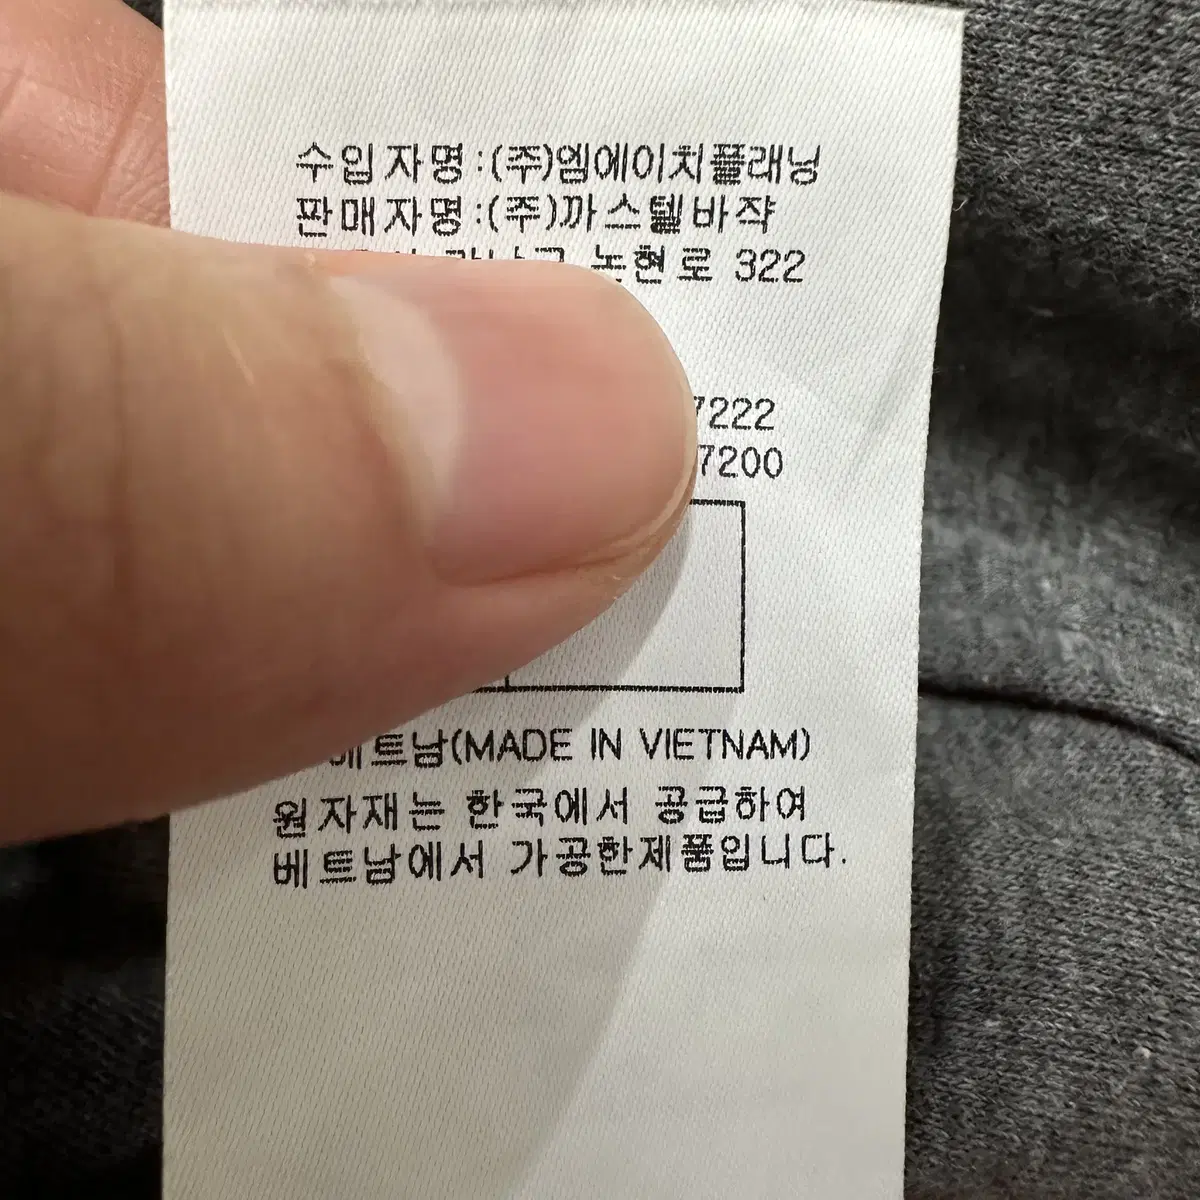 수입자명:(주)엠에이치플래닝
판매자명:(주)까스텔바쟉
논현로 322
7222
7200
베트남(MADE IN VIETNAM)
원자재는 한국에서 공급하여
베트남에서 가공한제품입니다.